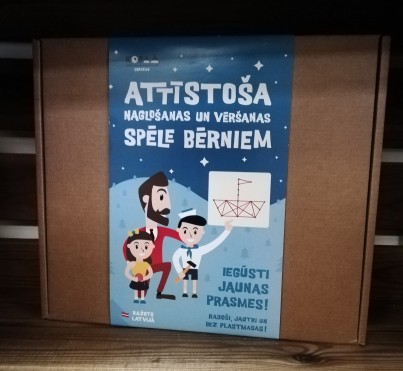 ATTĪSTOŠA
NAGLOŠANAS UN VĒRŠANAS
SPĒLE BĒRNIEM
IEGŪSTI
JAUNAS
PRASMES!
RADOŠI, JAUTRI UN
BEZ PLASTMASAS!
RAŽOTS
LATVIJĀ